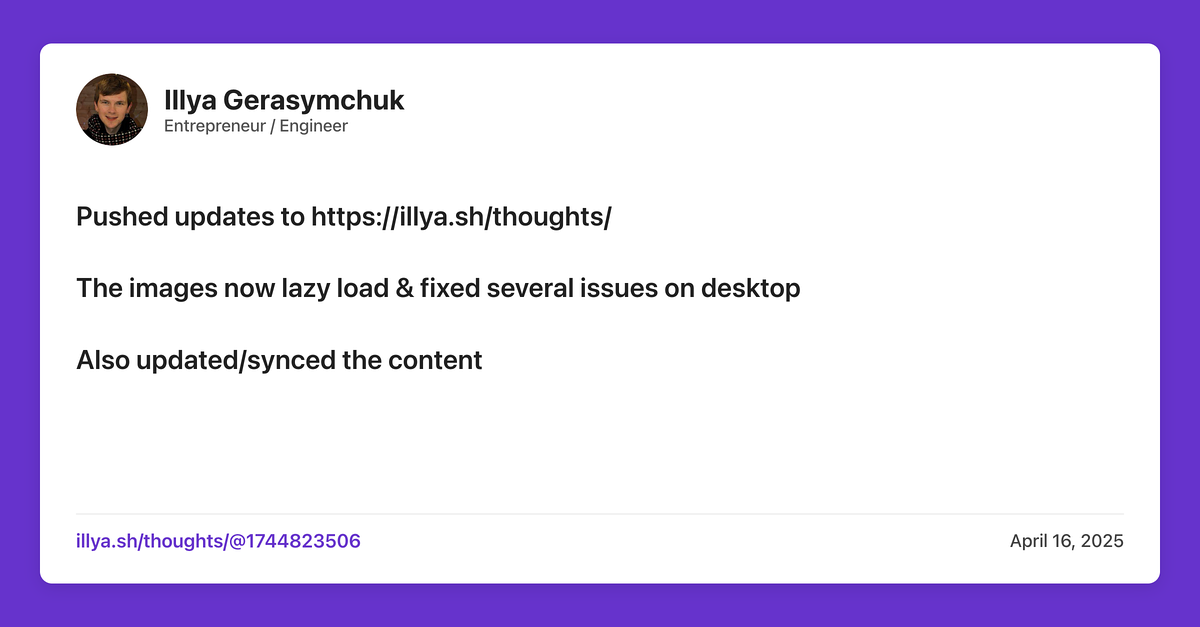 Illya Gerasymchuk
Entrepreneur / Engineer
Pushed updates to https://illya.sh/thoughts/
The images now lazy load & fixed several issues on desktop
Also updated/synced the content
illya.sh/thoughts/@1744823506
April 16, 2025